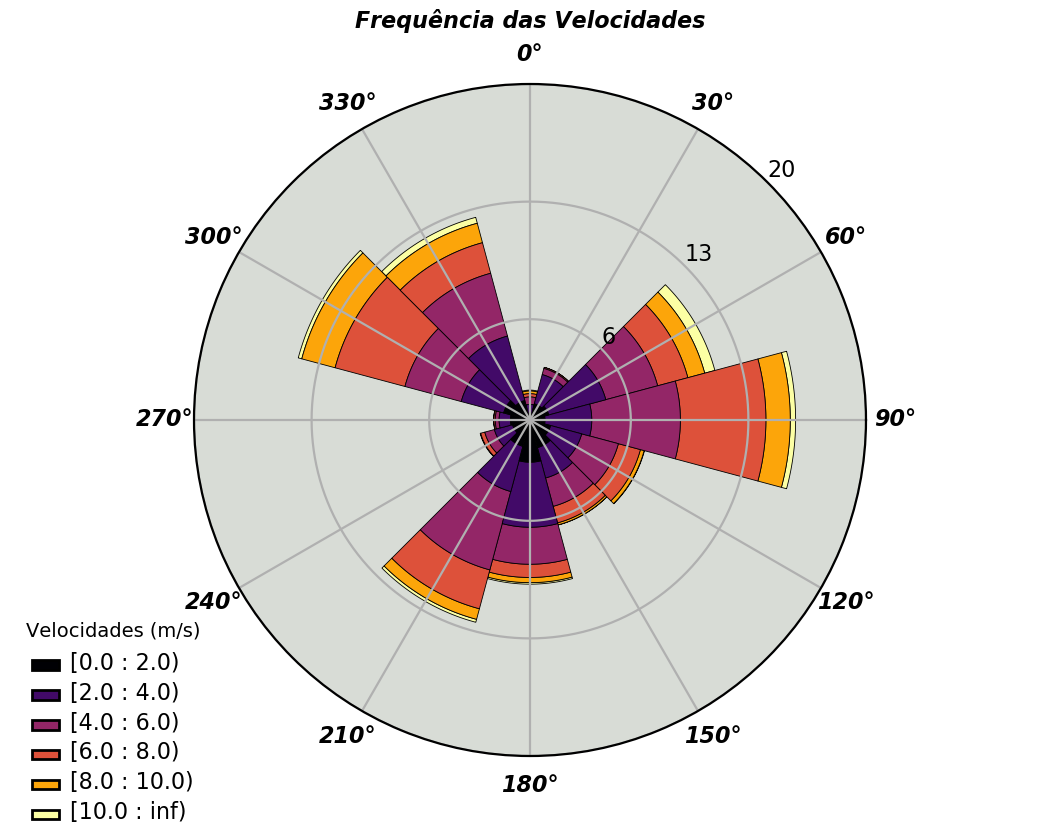 Frequência das Velocidades
0°
30°
60°
90°
120°
150°
180°
210°
240°
270°
300°
330°
6
13
20
Velocidades (m/s)
[0.0 : 2.0)
[2.0 : 4.0)
[4.0 : 6.0)
[6.0 : 8.0)
[8.0 : 10.0)
[10.0 : inf)